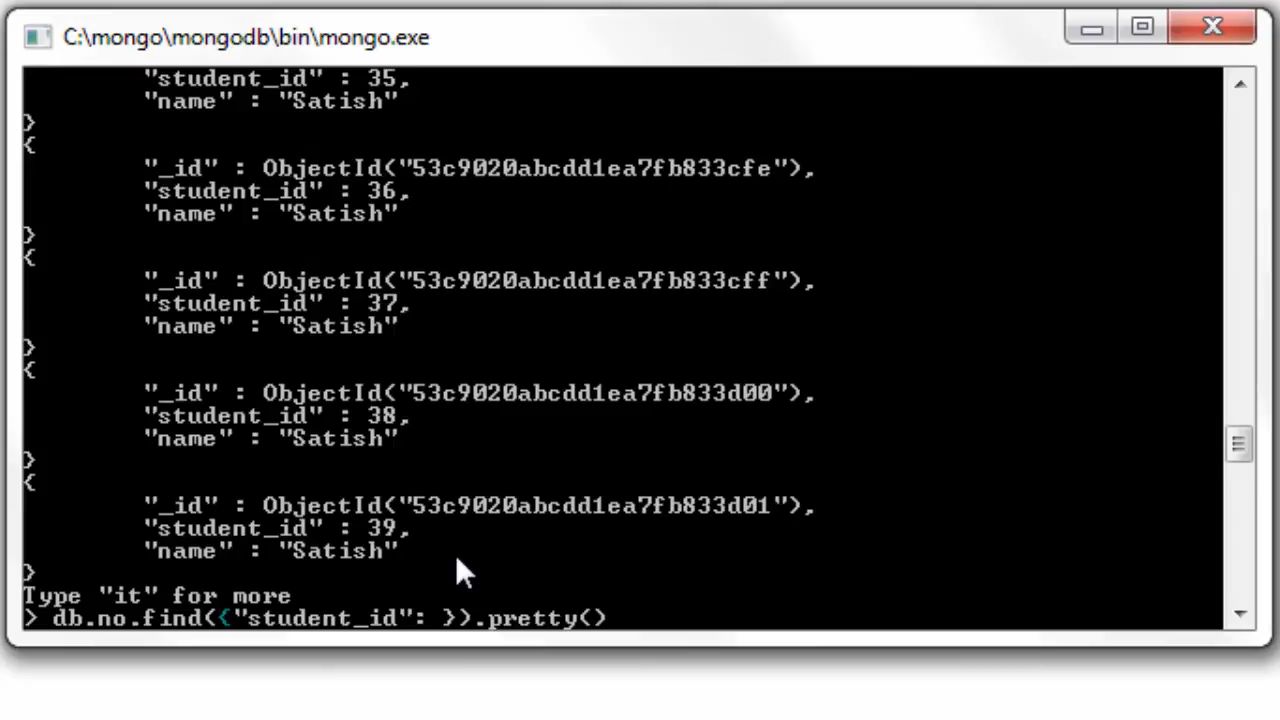 C:\mongo\mongodb\bin\mongo.exe
"student_id" : 35,
"name" : "Satish"
}
{
"_id" : ObjectId("53c9020abcdd1ea7fb833cfe"),
"student_id" : 36,
"name" : "Satish"
}
{
"_id" : ObjectId("53c9020abcdd1ea7fb833cff"),
"student_id" : 37,
"name" : "Satish"
}
{
"_id" : ObjectId("53c9020abcdd1ea7fb833d00"),
"student_id" : 38,
"name" : "Satish"
}
{
"_id" : ObjectId("53c9020abcdd1ea7fb833d01"),
"student_id" : 39,
"name" : "Satish"
}
Type "it" for more
> db.no.find({"student_id": }).pretty()